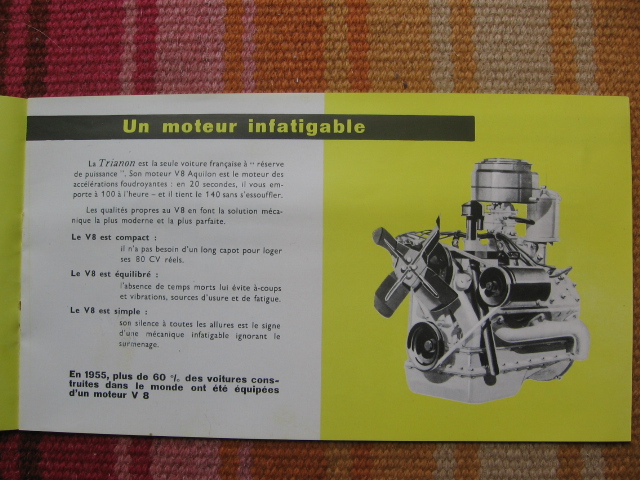 Un moteur infatigable
La Trianon est la seule voiture française à " réserve
de puissance ". Son moteur V8 Aquilon est le moteur des
accélérations foudroyantes : en 20 secondes, il vous em-
porte à 100 à l'heure - et il tient le 140 sans s'essouffler.
Les qualités propres au V8 en font la solution méca-
nique la plus moderne et la plus parfaite.
Le V8 est compact :
il n'a pas besoin d'un long capot pour loger
ses 80 CV réels.
Le V8 est équilibré :
l'absence de temps morts lui évite à-coups
et vibrations, sources d'usure et de fatigue.
Le V8 est simple :
son silence à toutes les allures est le signe
d'une mécanique infatigable ignorant le
surmenage.
En 1955, plus de 60 % des voitures cons-
truites dans le monde ont été équipées
d'un moteur V 8